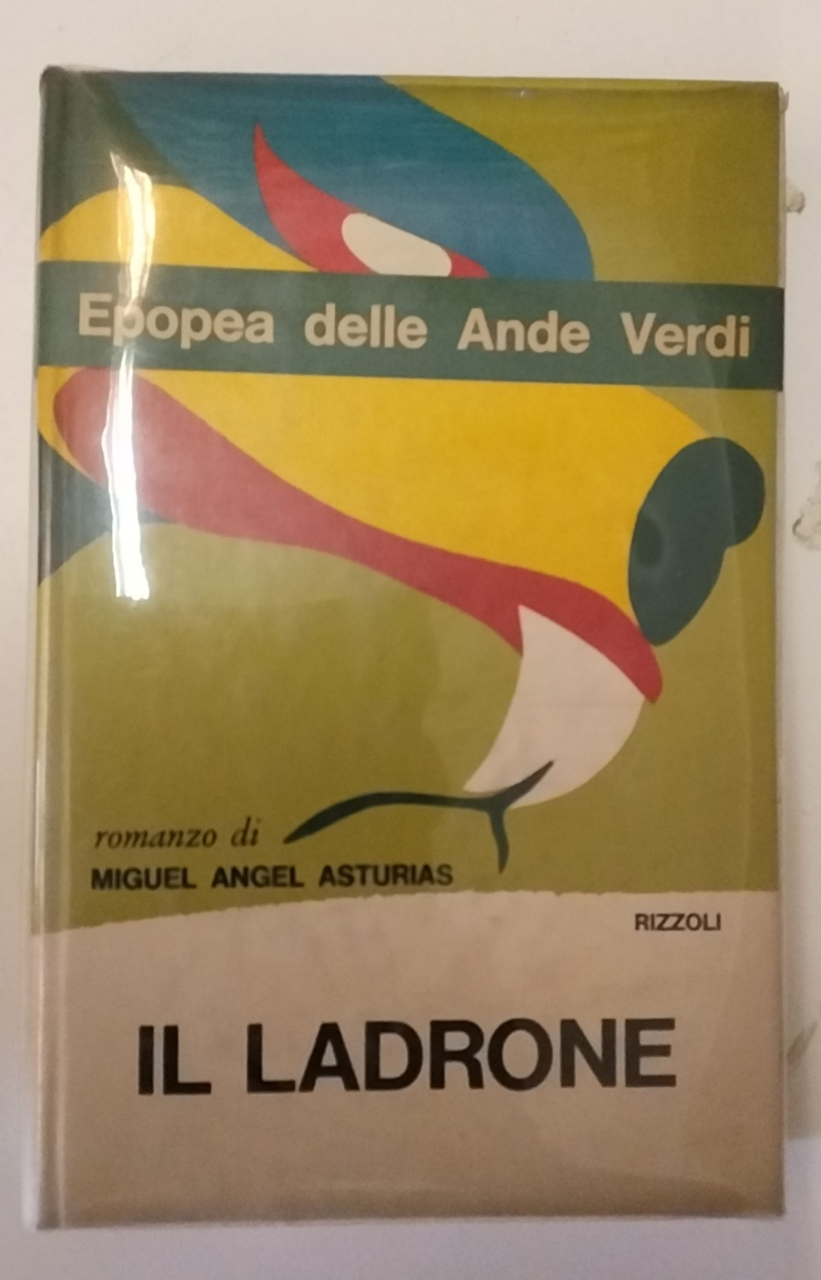 Epopea delle Ande Verdi
romanzo di
MIGUEL ANGEL ASTURIAS
RIZZOLI
IL LADRONE